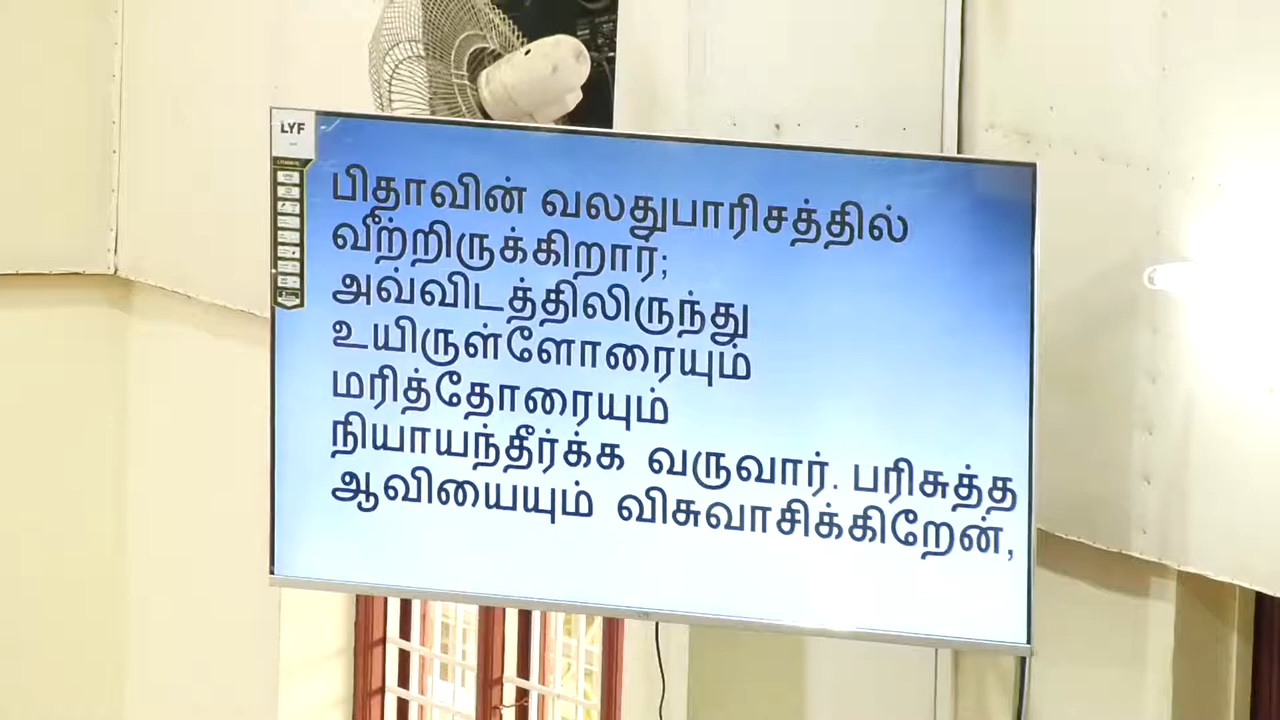 LYF
பிதாவின் வலதுபாரிசத்தில்
வீற்றிருக்கிறார்;
அவ்விடத்திலிருந்து
உயிருள்ளோரையும்
மரித்தோரையும்
நியாயந்தீர்க்க வருவார். பரிசுத்த
ஆவியையும் விசுவாசிக்கிறேன்,